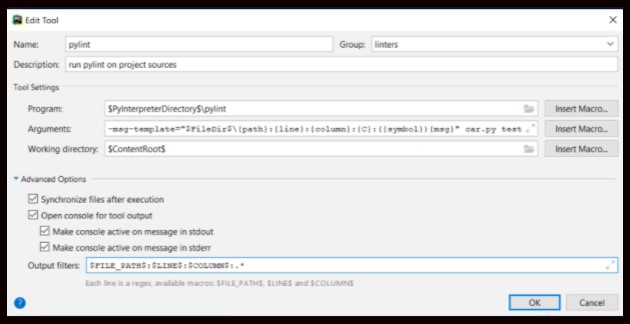 Edit Tool
Name: pylint Group: linters
Description: run pylint on project sources
Tool Settings
Program: $PyInterpreterDirectory$\pylint Insert Macro...
Arguments: -msg-template="$FileDir$\{path}:{line}:{column}:{C}:({symbol}){msg}" car.py test Insert Macro...
Working directory: $ContentRoot$ Insert Macro...
Advanced Options
Synchronize files after execution
Open console for tool output
Make console active on message in stdout
Make console active on message in stderr
Output filters: $FILE_PATH$:$LINE$:$COLUMN$:.*
Each line is a regex, available macros: $FILE_PATH$, $LINE$ and $COLUMN$
? OK Cancel